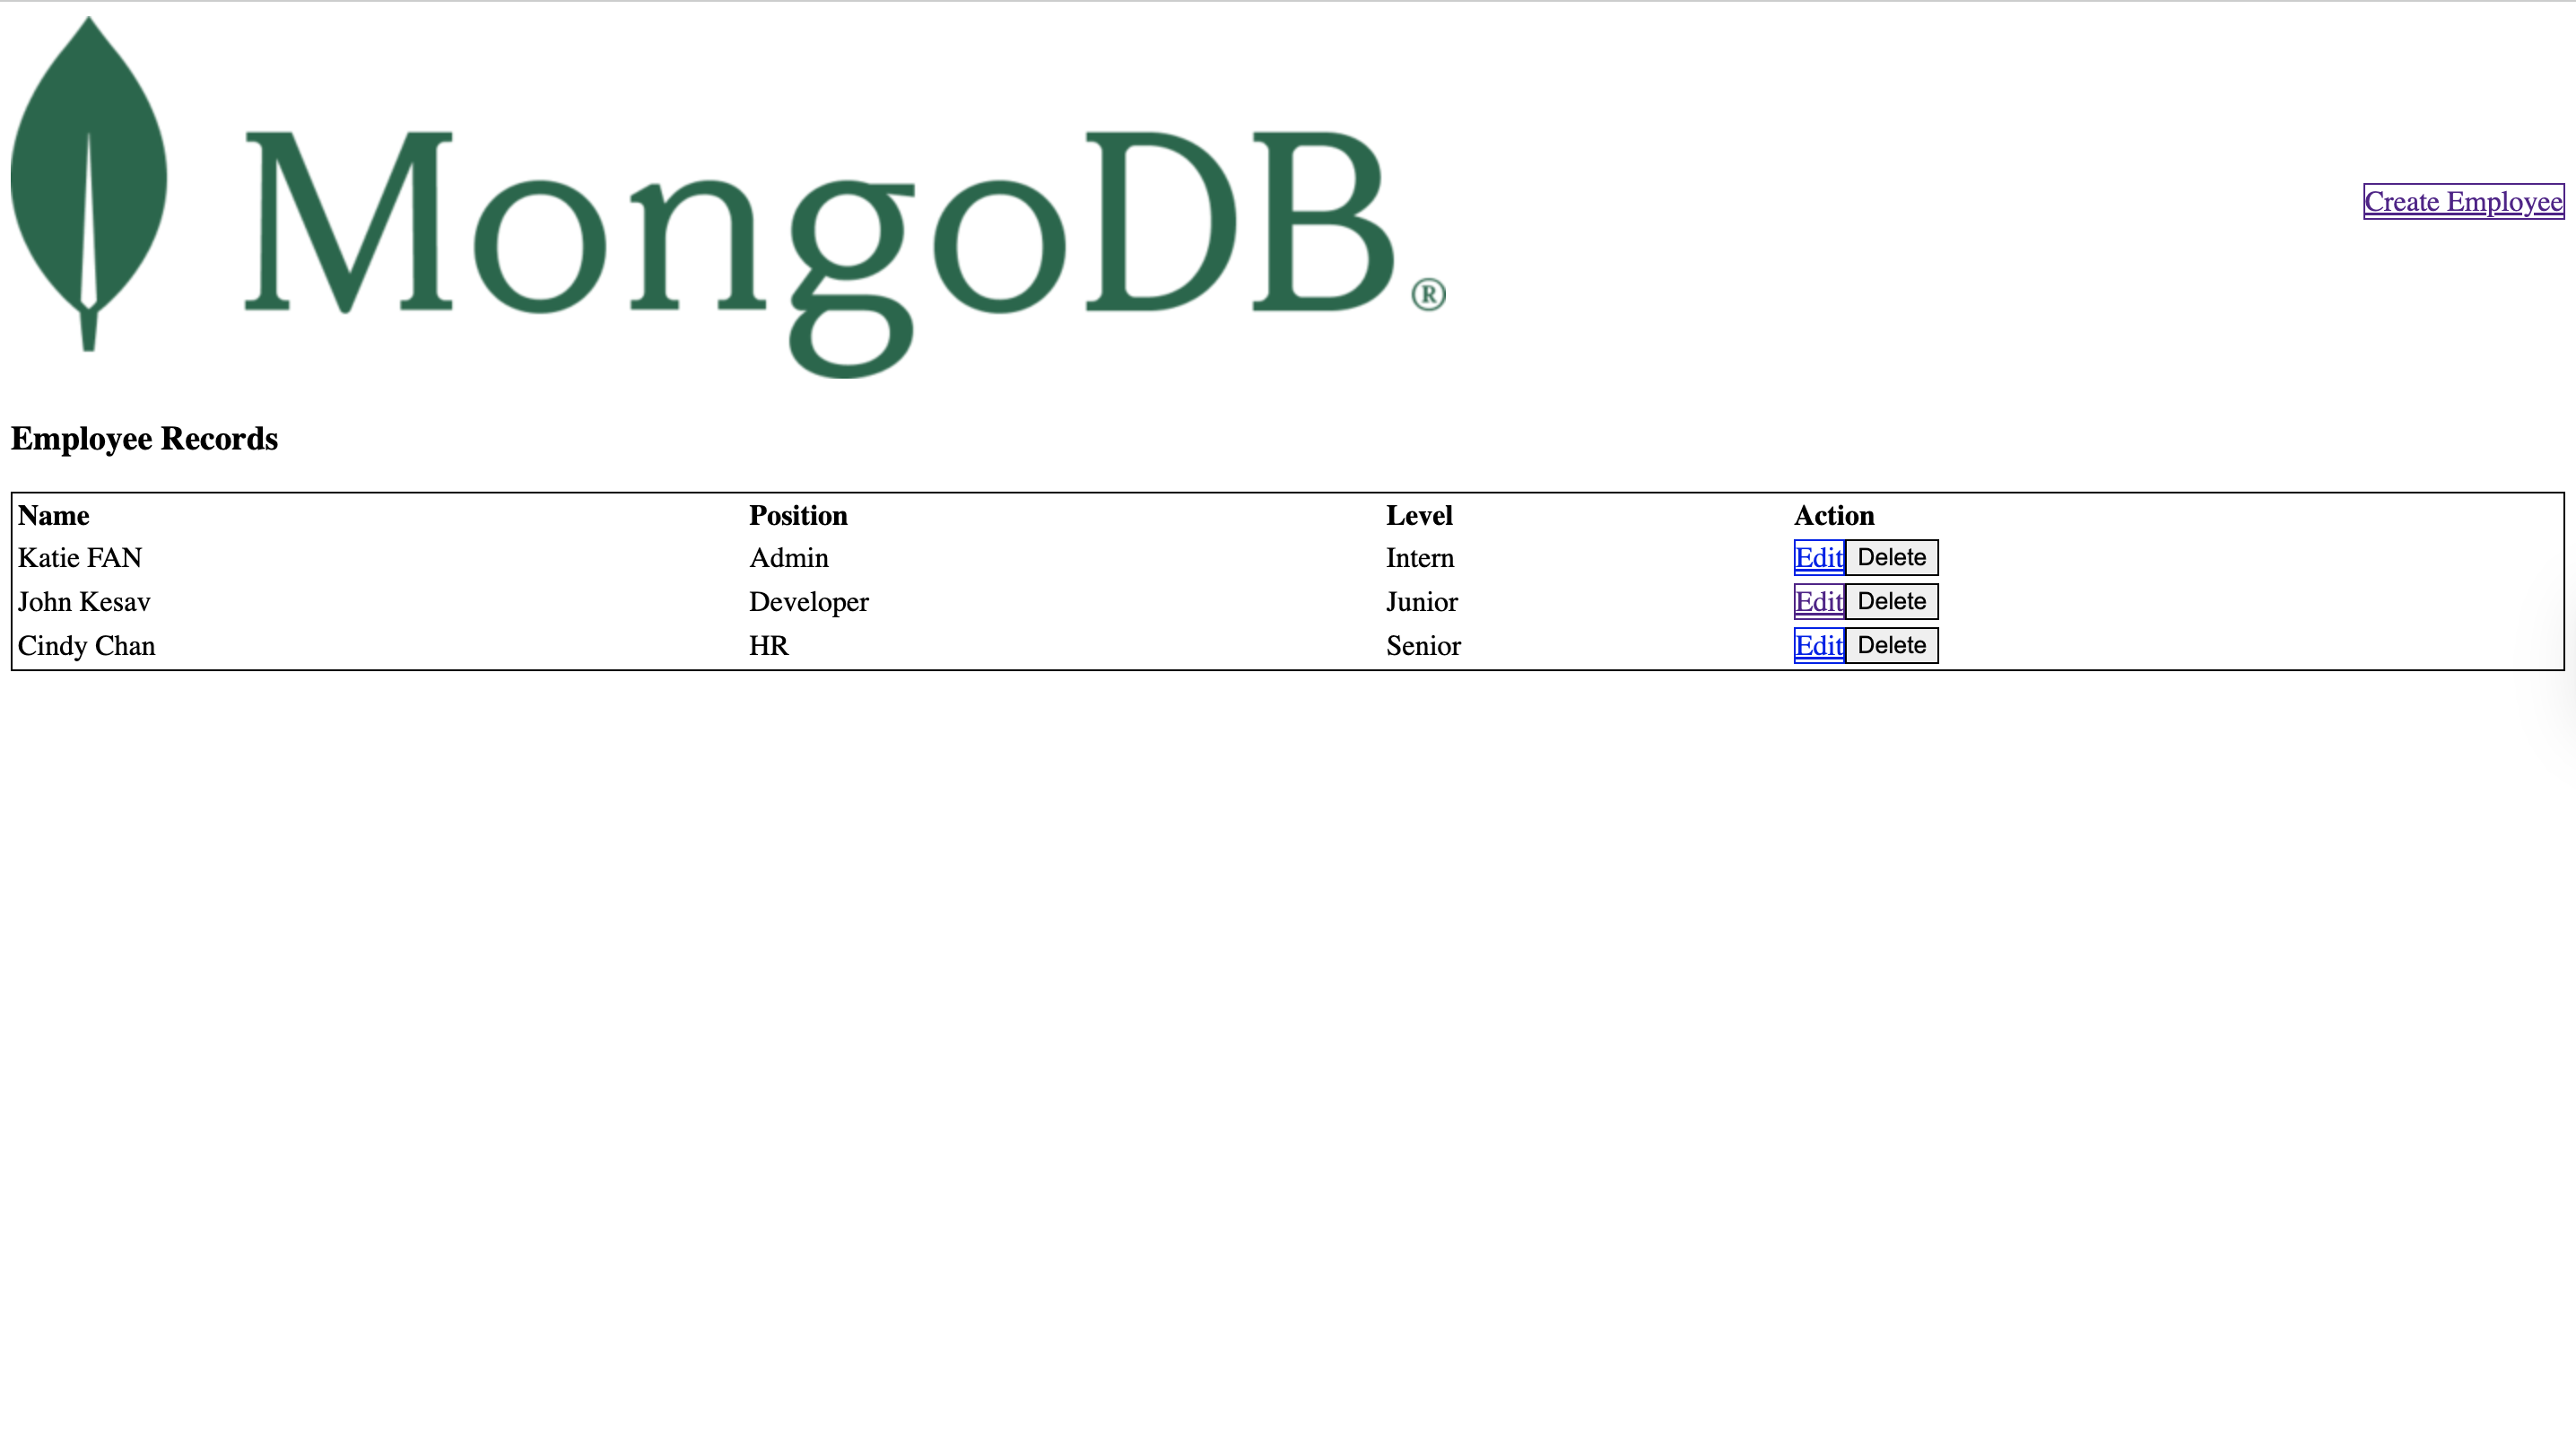 MongoDB®
Create Employee
Employee Records
Name Position Level Action
Katie FAN Admin Intern Edit Delete
John Kesav Developer Junior Edit Delete
Cindy Chan HR Senior Edit Delete